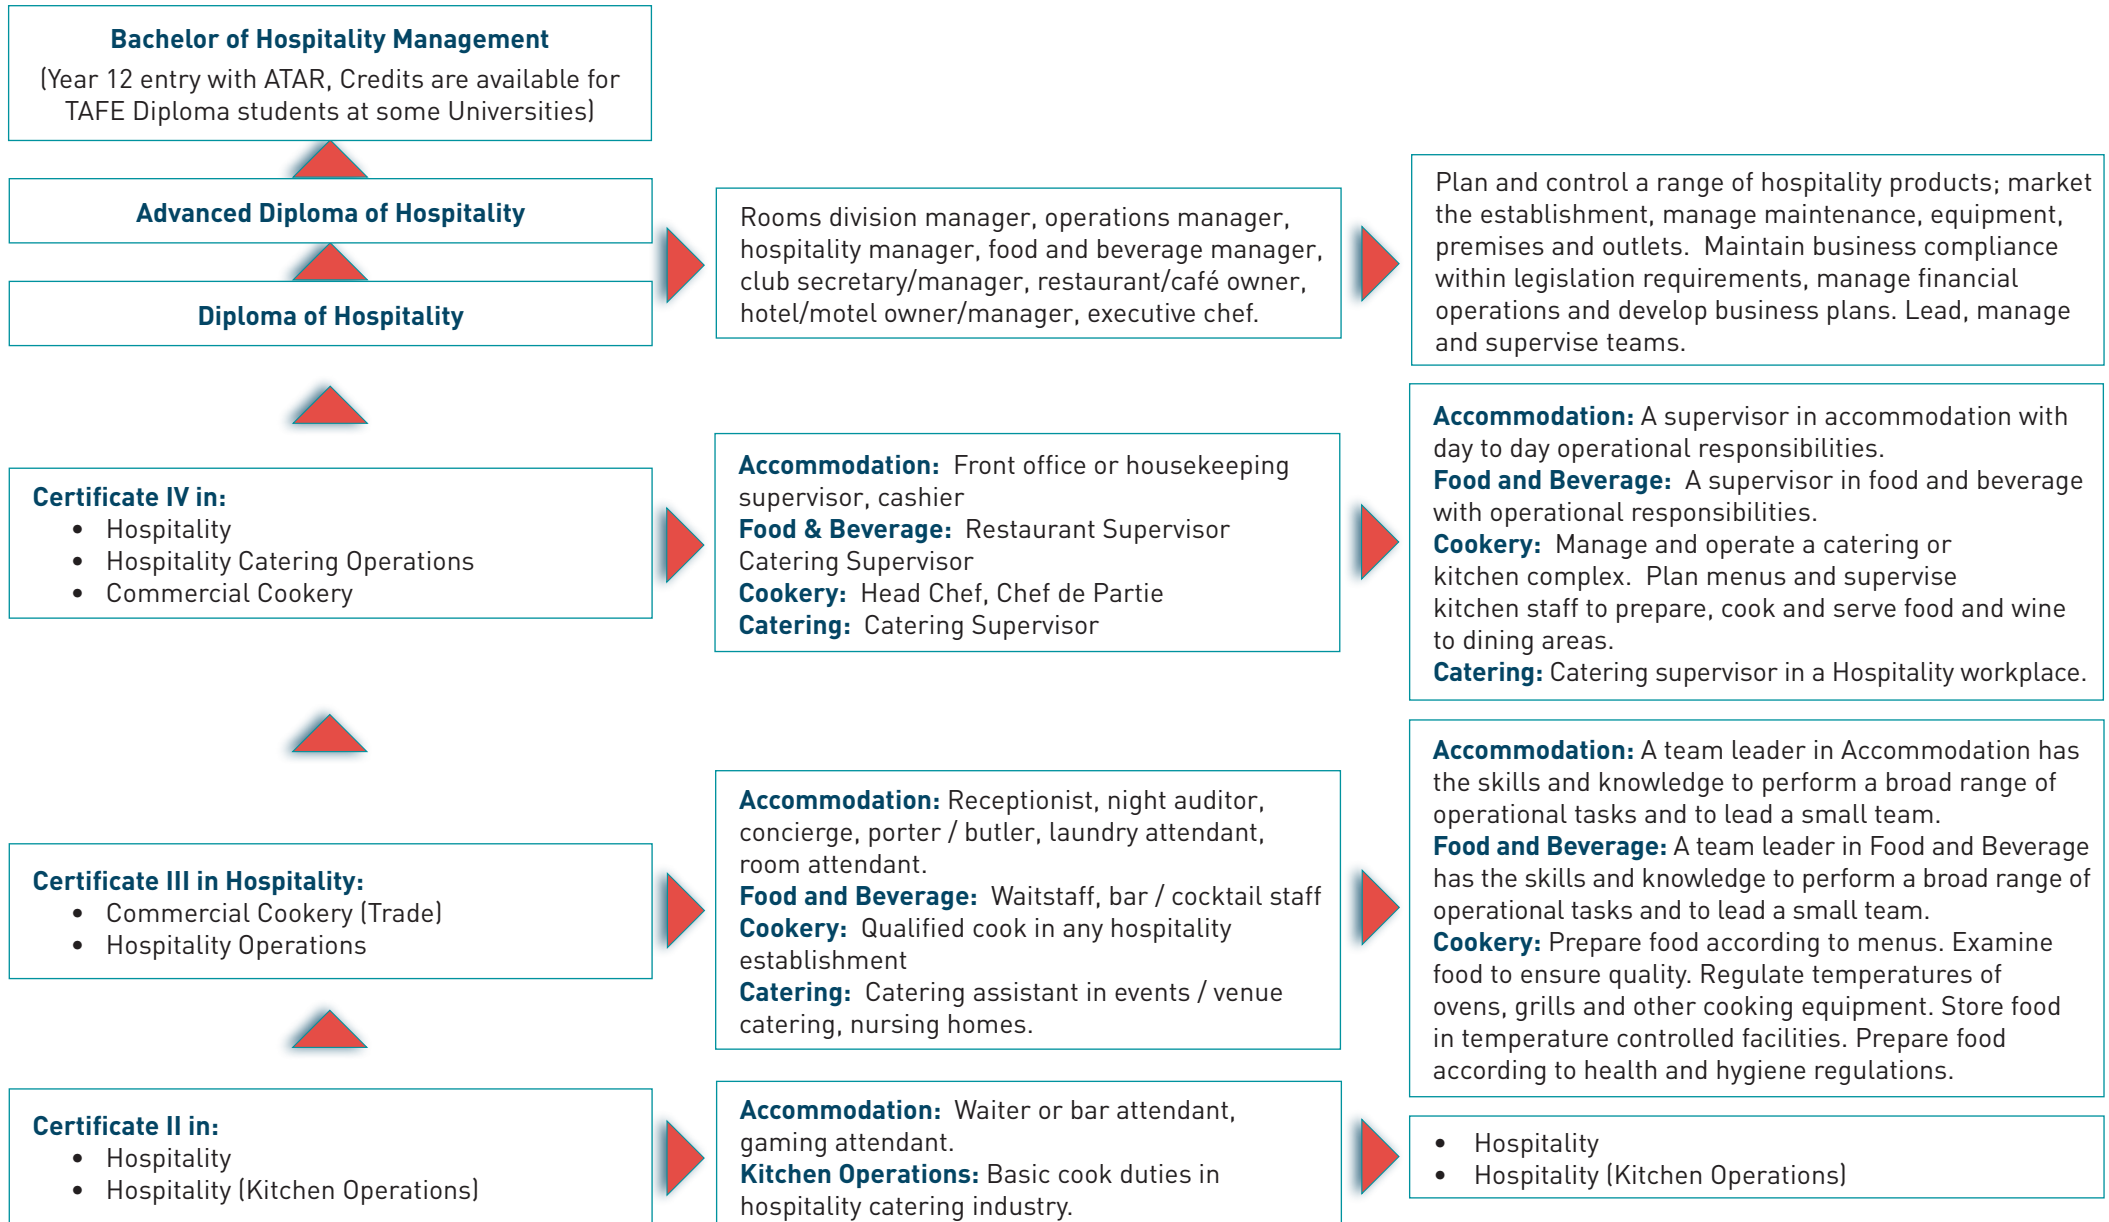 Bachelor of Hospitality Management
(Year 12 entry with ATAR, Credits are available for
TAFE Diploma students at some Universities)
Advanced Diploma of Hospitality
Diploma of Hospitality
Rooms division manager, operations manager,
hospitality manager, food and beverage manager,
club secretary/manager, restaurant/café owner,
hotel/motel owner/manager, executive chef.
Plan and control a range of hospitality products; market
the establishment, manage maintenance, equipment,
premises and outlets. Maintain business compliance
within legislation requirements, manage financial
operations and develop business plans. Lead, manage
and supervise teams.
Certificate IV in:
• Hospitality
• Hospitality Catering Operations
• Commercial Cookery
Accommodation: Front office or housekeeping
supervisor, cashier
Food & Beverage: Restaurant Supervisor
Catering Supervisor
Cookery: Head Chef, Chef de Partie
Catering: Catering Supervisor
Accommodation: A supervisor in accommodation with
day to day operational responsibilities.
Food and Beverage: A supervisor in food and beverage
with operational responsibilities.
Cookery: Manage and operate a catering or
kitchen complex. Plan menus and supervise
kitchen staff to prepare, cook and serve food and wine
to dining areas.
Catering: Catering supervisor in a Hospitality workplace.
Certificate III in Hospitality:
• Commercial Cookery (Trade)
• Hospitality Operations
Accommodation: Receptionist, night auditor,
concierge, porter / butler, laundry attendant,
room attendant.
Food and Beverage: Waitstaff, bar / cocktail staff
Cookery: Qualified cook in any hospitality
establishment
Catering: Catering assistant in events / venue
catering, nursing homes.
Accommodation: A team leader in Accommodation has
the skills and knowledge to perform a broad range of
operational tasks and to lead a small team.
Food and Beverage: A team leader in Food and Beverage
has the skills and knowledge to perform a broad range of
operational tasks and to lead a small team.
Cookery: Prepare food according to menus. Examine
food to ensure quality. Regulate temperatures of
ovens, grills and other cooking equipment. Store food
in temperature controlled facilities. Prepare food
according to health and hygiene regulations.
Certificate II in:
• Hospitality
• Hospitality (Kitchen Operations)
Accommodation: Waiter or bar attendant,
gaming attendant.
Kitchen Operations: Basic cook duties in
hospitality catering industry.
• Hospitality
• Hospitality (Kitchen Operations)